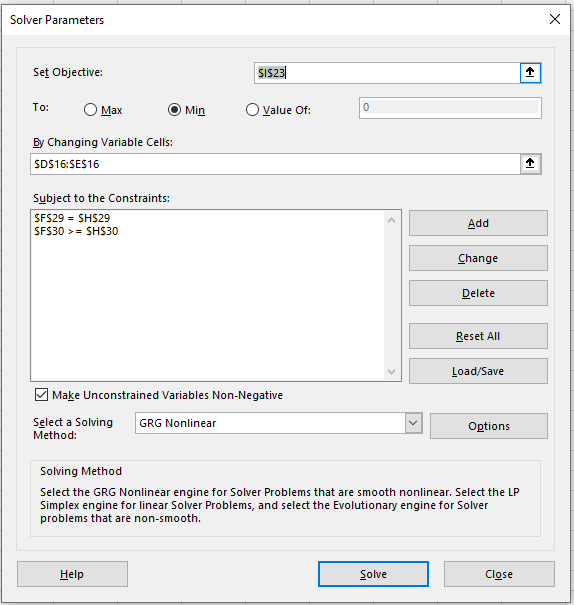 Solver Parameters
Set Objective:
$I$23
To:
Max
Min
Value Of:
0
By Changing Variable Cells:
$D$16:$E$16
Subject to the Constraints:
$F$29 = $H$29
$F$30 >= $H$30
Add
Change
Delete
Reset All
Load/Save
Make Unconstrained Variables Non-Negative
Select a Solving
Method:
GRG Nonlinear
Options
Solving Method
Select the GRG Nonlinear engine for Solver Problems that are smooth nonlinear. Select the LP
Simplex engine for linear Solver Problems, and select the Evolutionary engine for Solver
problems that are non-smooth.
Help
Solve
Close